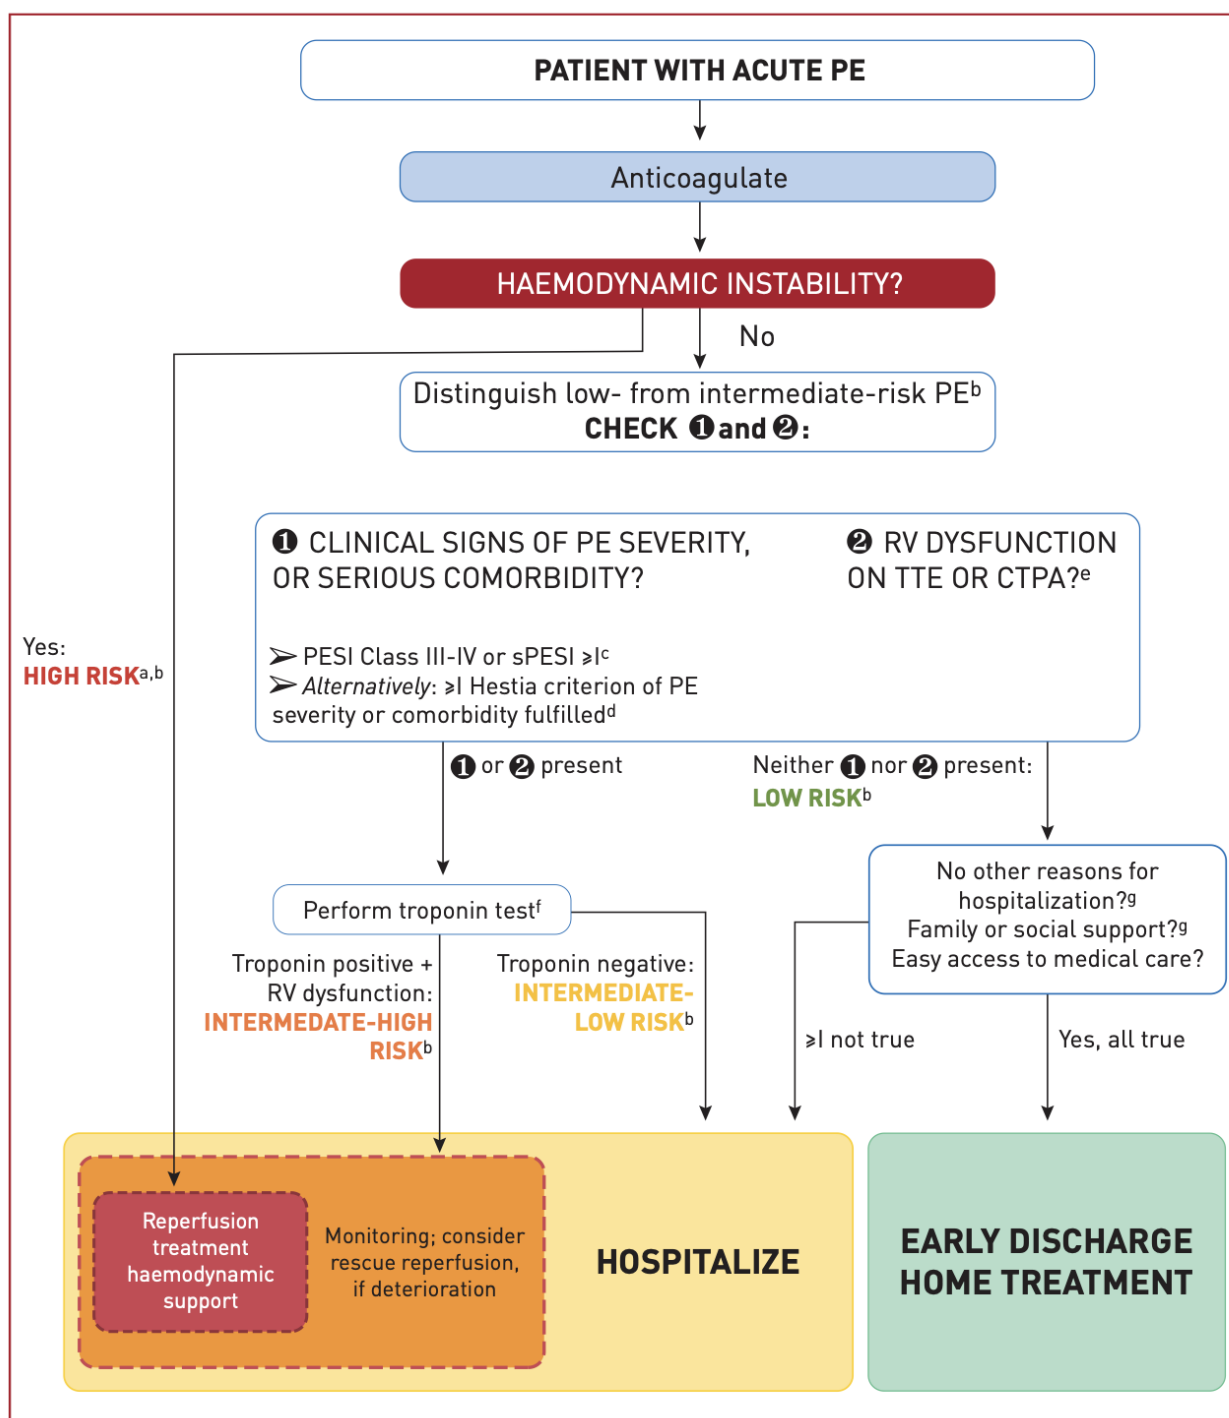 PATIENT WITH ACUTE PE
Anticoagulate
HAEMODYNAMIC INSTABILITY?
No
Distinguish low- from intermediate-risk PEᵇ
CHECK ❶ and ❷:
❶ CLINICAL SIGNS OF PE SEVERITY,
OR SERIOUS COMORBIDITY?
➢ PESI Class III-IV or sPESI ⩾Iᶜ
➢ Alternatively: ⩾I Hestia criterion of PE
severity or comorbidity fulfilledᵈ
❷ RV DYSFUNCTION
ON TTE OR CTPA?ᵉ
Yes:
HIGH RISKᵃ,ᵇ
❶ or ❷ present
Neither ❶ nor ❷ present:
LOW RISKᵇ
Perform troponin testᶠ
No other reasons for
hospitalization?ᵍ
Family or social support?ᵍ
Easy access to medical care?
Troponin positive +
RV dysfunction:
INTERMEDATE-HIGH
RISKᵇ
Troponin negative:
INTERMEDIATE-
LOW RISKᵇ
⩾I not true
Yes, all true
Reperfusion
treatment
haemodynamic
support
Monitoring; consider
rescue reperfusion,
if deterioration
HOSPITALIZE
EARLY DISCHARGE
HOME TREATMENT